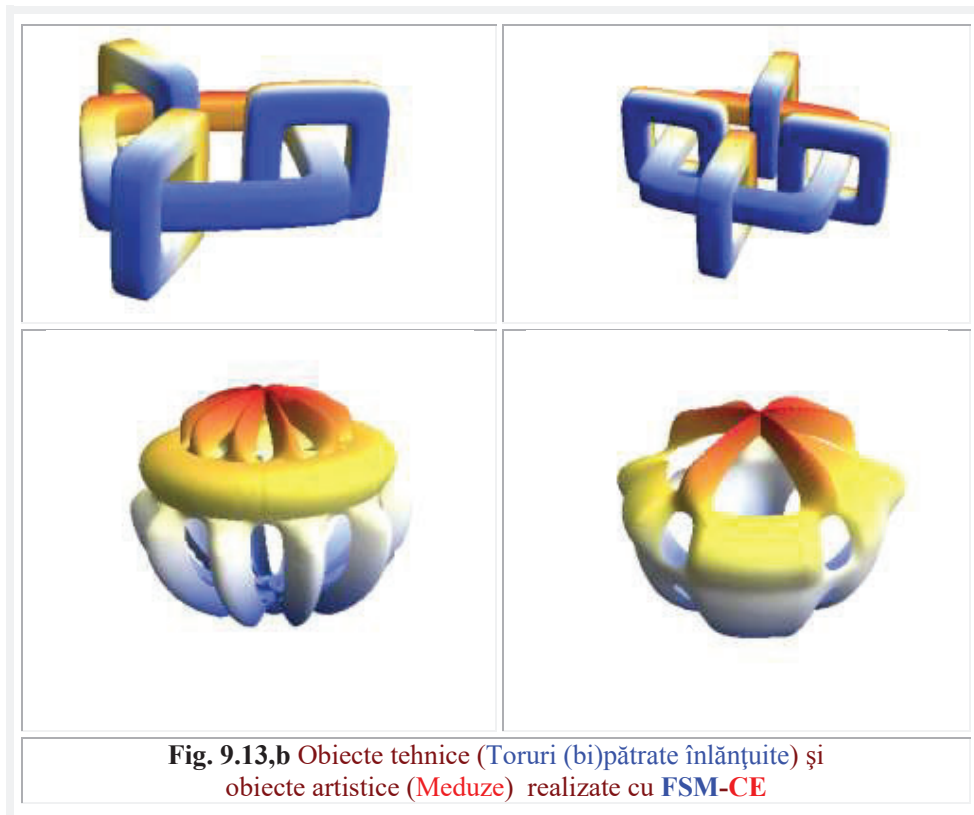 Fig. 9.13,b Obiecte tehnice (Toruri (bi)pătrate înlănţuite) şi
obiecte artistice (Meduze) realizate cu FSM-CE